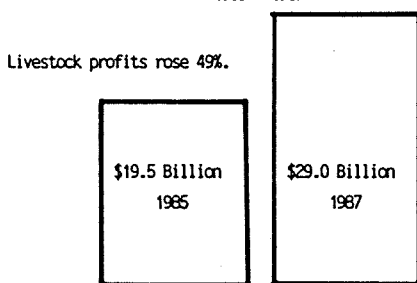 Livestock profits rose 49%.
$19.5 Billion
1985
$29.0 Billion
1987